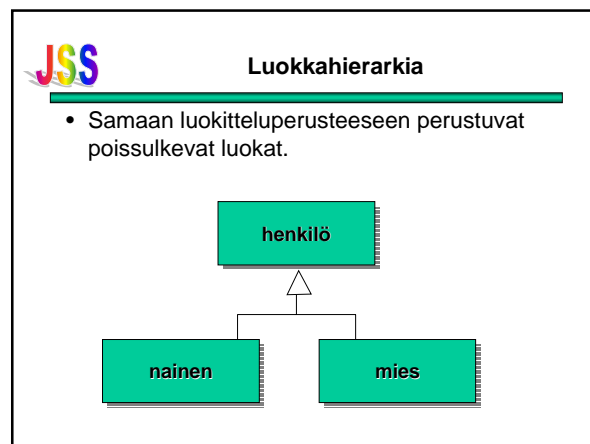 JSS
Luokkahierarkia
• Samaan luokitteluperusteeseen perustuvat
poissulkevat luokat.
henkilö
nainen
mies